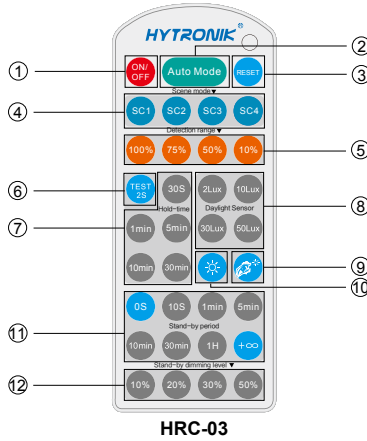 HYTRONIK®
②
① ON/OFF Auto Mode RESET ③
Scene mode▼
④ SC1 SC2 SC3 SC4
Detection range ▼
100% 75% 50% 10% ⑤
⑥ TEST 2S 30S 2Lux 10Lux
Hold-time Daylight Sensor ⑧
⑦ 1min 5min 30Lux 50Lux
10min 30min ⑨
⑩
0S 10S 1min 5min
Stand-by period
⑪
10min 30min 1H +∞
Stand-by dimming level ▼
⑫ 10% 20% 30% 50%
HRC-03